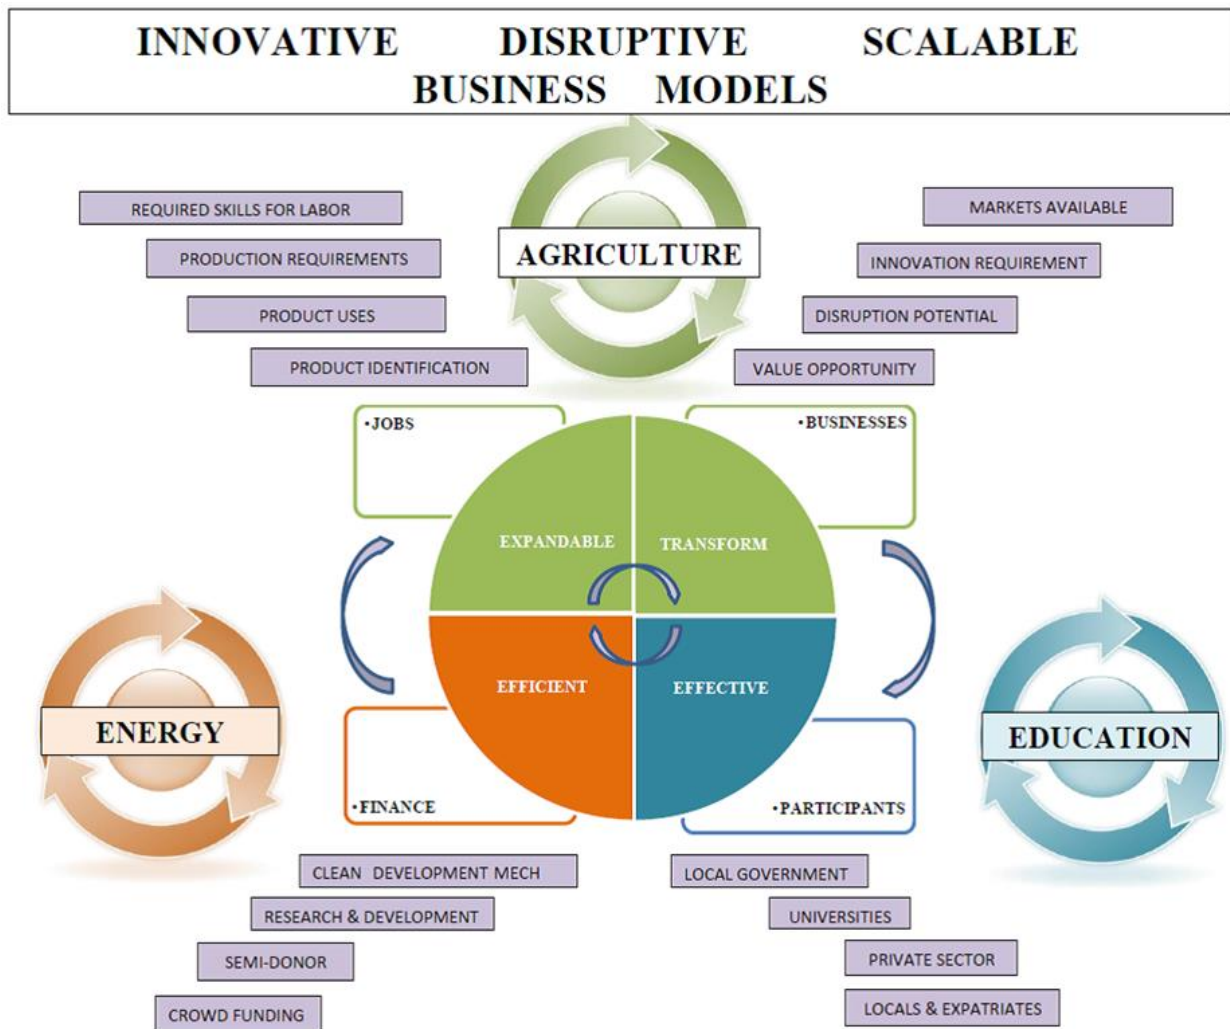 INNOVATIVE DISRUPTIVE SCALABLE
BUSINESS MODELS
REQUIRED SKILLS FOR LABOR
PRODUCTION REQUIREMENTS
PRODUCT USES
PRODUCT IDENTIFICATION
AGRICULTURE
MARKETS AVAILABLE
INNOVATION REQUIREMENT
DISRUPTION POTENTIAL
VALUE OPPORTUNITY
•JOBS
•BUSINESSES
EXPANDABLE
TRANSFORM
EFFICIENT
EFFECTIVE
ENERGY
EDUCATION
•FINANCE
•PARTICIPANTS
CLEAN DEVELOPMENT MECH
RESEARCH & DEVELOPMENT
SEMI-DONOR
CROWD FUNDING
LOCAL GOVERNMENT
UNIVERSITIES
PRIVATE SECTOR
LOCALS & EXPATRIATES